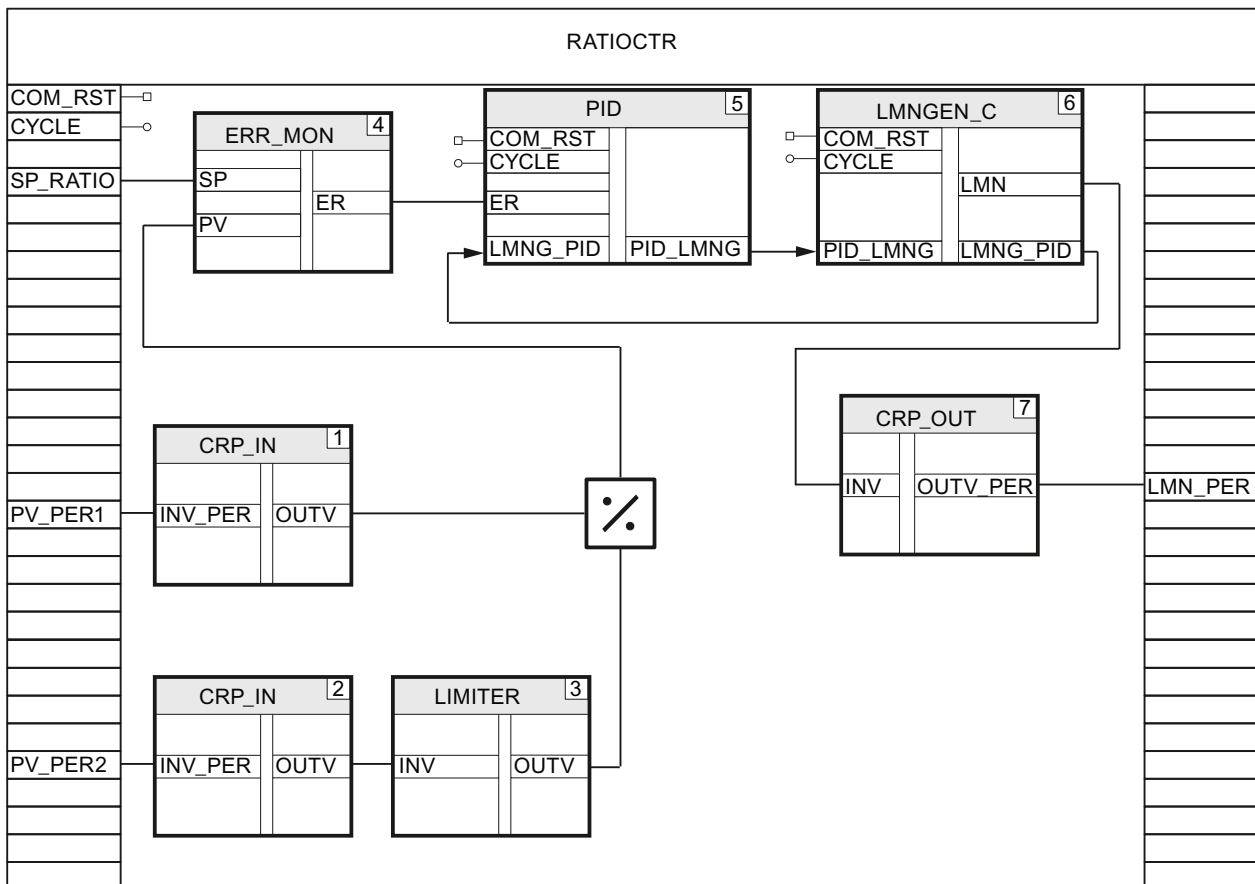 RATIOCTR
COM_RST
CYCLE
SP_RATIO
PV_PER1
PV_PER2
ERR_MON 4
SP
ER
PV
PID 5
COM_RST
CYCLE
ER
LMNG_PID PID_LMNG
LMNGEN_C 6
COM_RST
CYCLE
LMN
PID_LMNG LMNG_PID
CRP_IN 1
INV_PER OUTV
CRP_OUT 7
INV OUTV_PER
LMN_PER
CRP_IN 2
INV_PER OUTV
LIMITER 3
INV OUTV